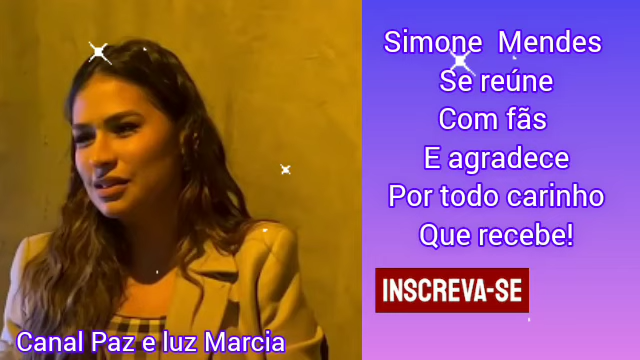 Simone Mendes
Se reúne
Com fãs
E agradece
Por todo carinho
Que recebe!
INSCREVA-SE
Canal Paz e luz Marcia